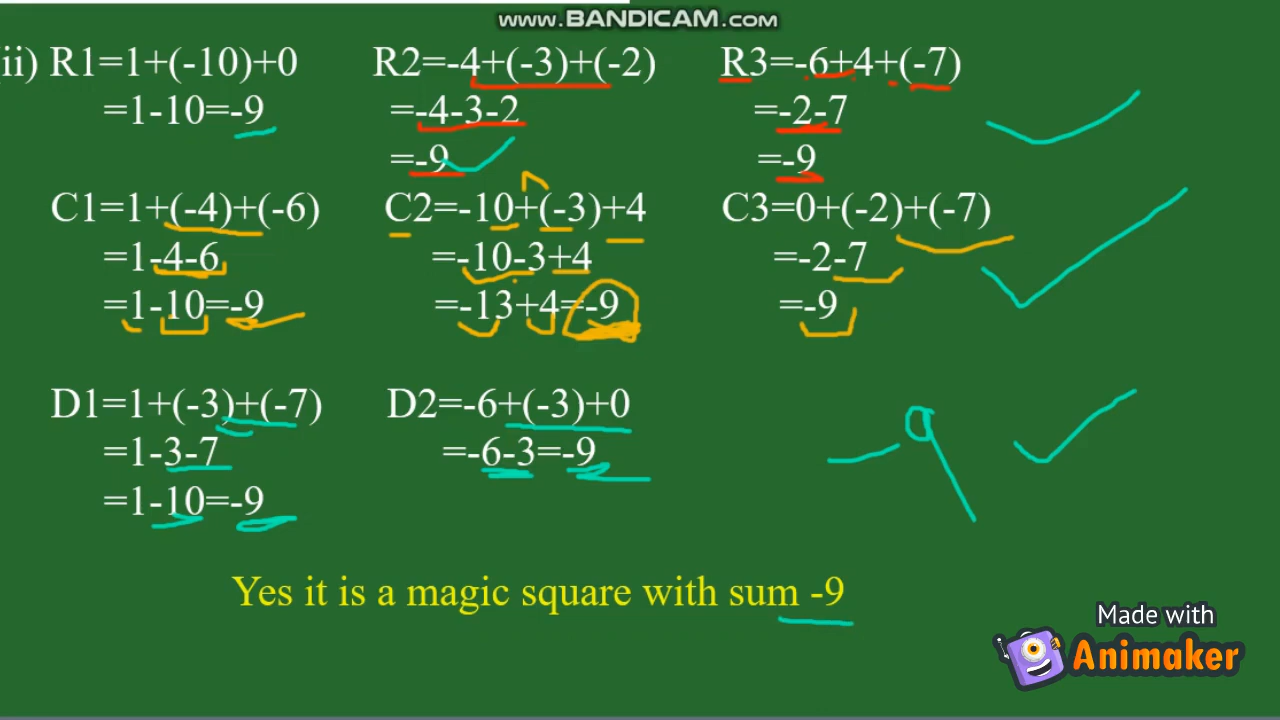 www.BANDICAM.com
ii) R1=1+(-10)+0 R2=-4+(-3)+(-2) R3=-6+4+(-7)
=1-10=-9 =-4-3-2 =-2-7
=-9 =-9
C1=1+(-4)+(-6) C2=-10+(-3)+4 C3=0+(-2)+(-7)
=1-4-6 =-10-3+4 =-2-7
=1-10=-9 =-13+4=-9 =-9
D1=1+(-3)+(-7) D2=-6+(-3)+0
=1-3-7 =-6-3=-9 -9
=1-10=-9
Yes it is a magic square with sum -9
Made with
Animaker